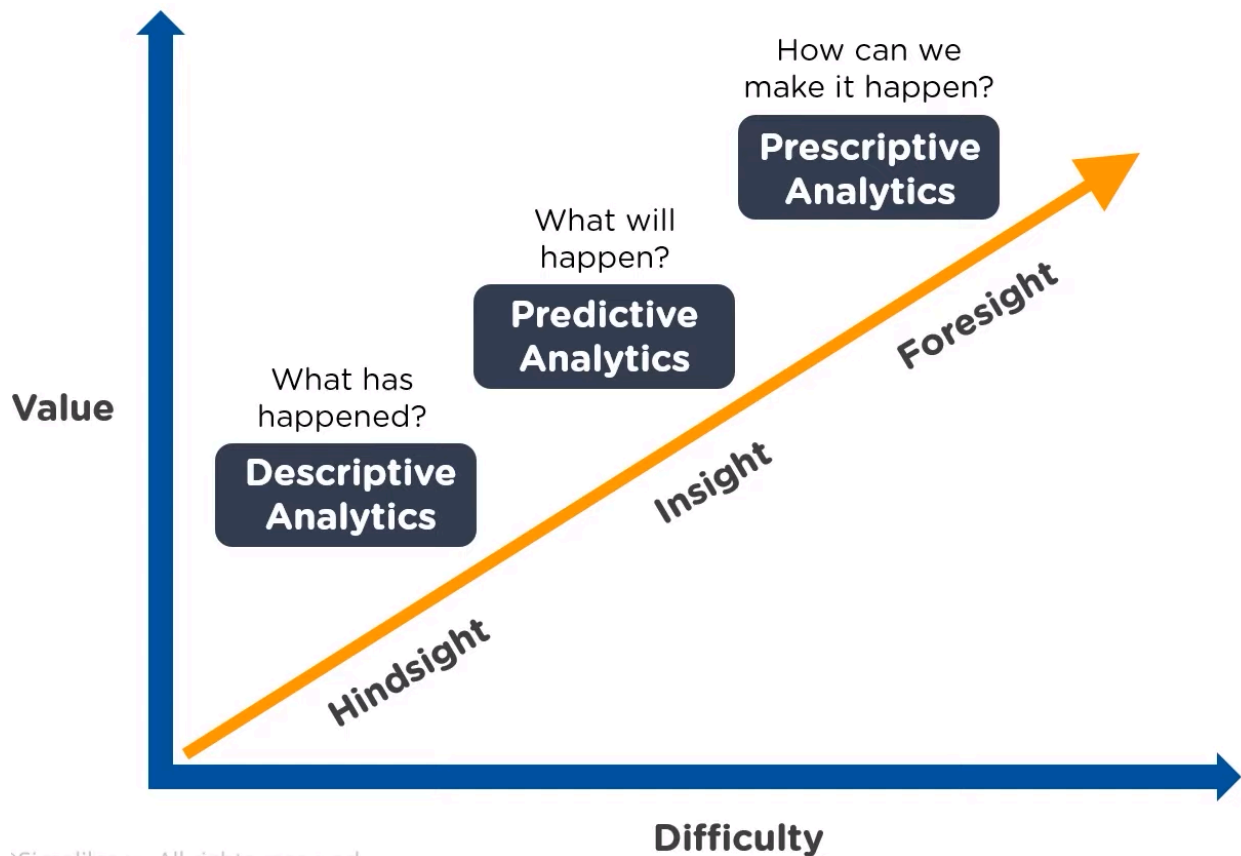 How can we
make it happen?
Prescriptive
Analytics
What will
happen?
Predictive
Analytics
What has
happened?
Descriptive
Analytics
Value
Foresight
Insight
Hindsight
Difficulty